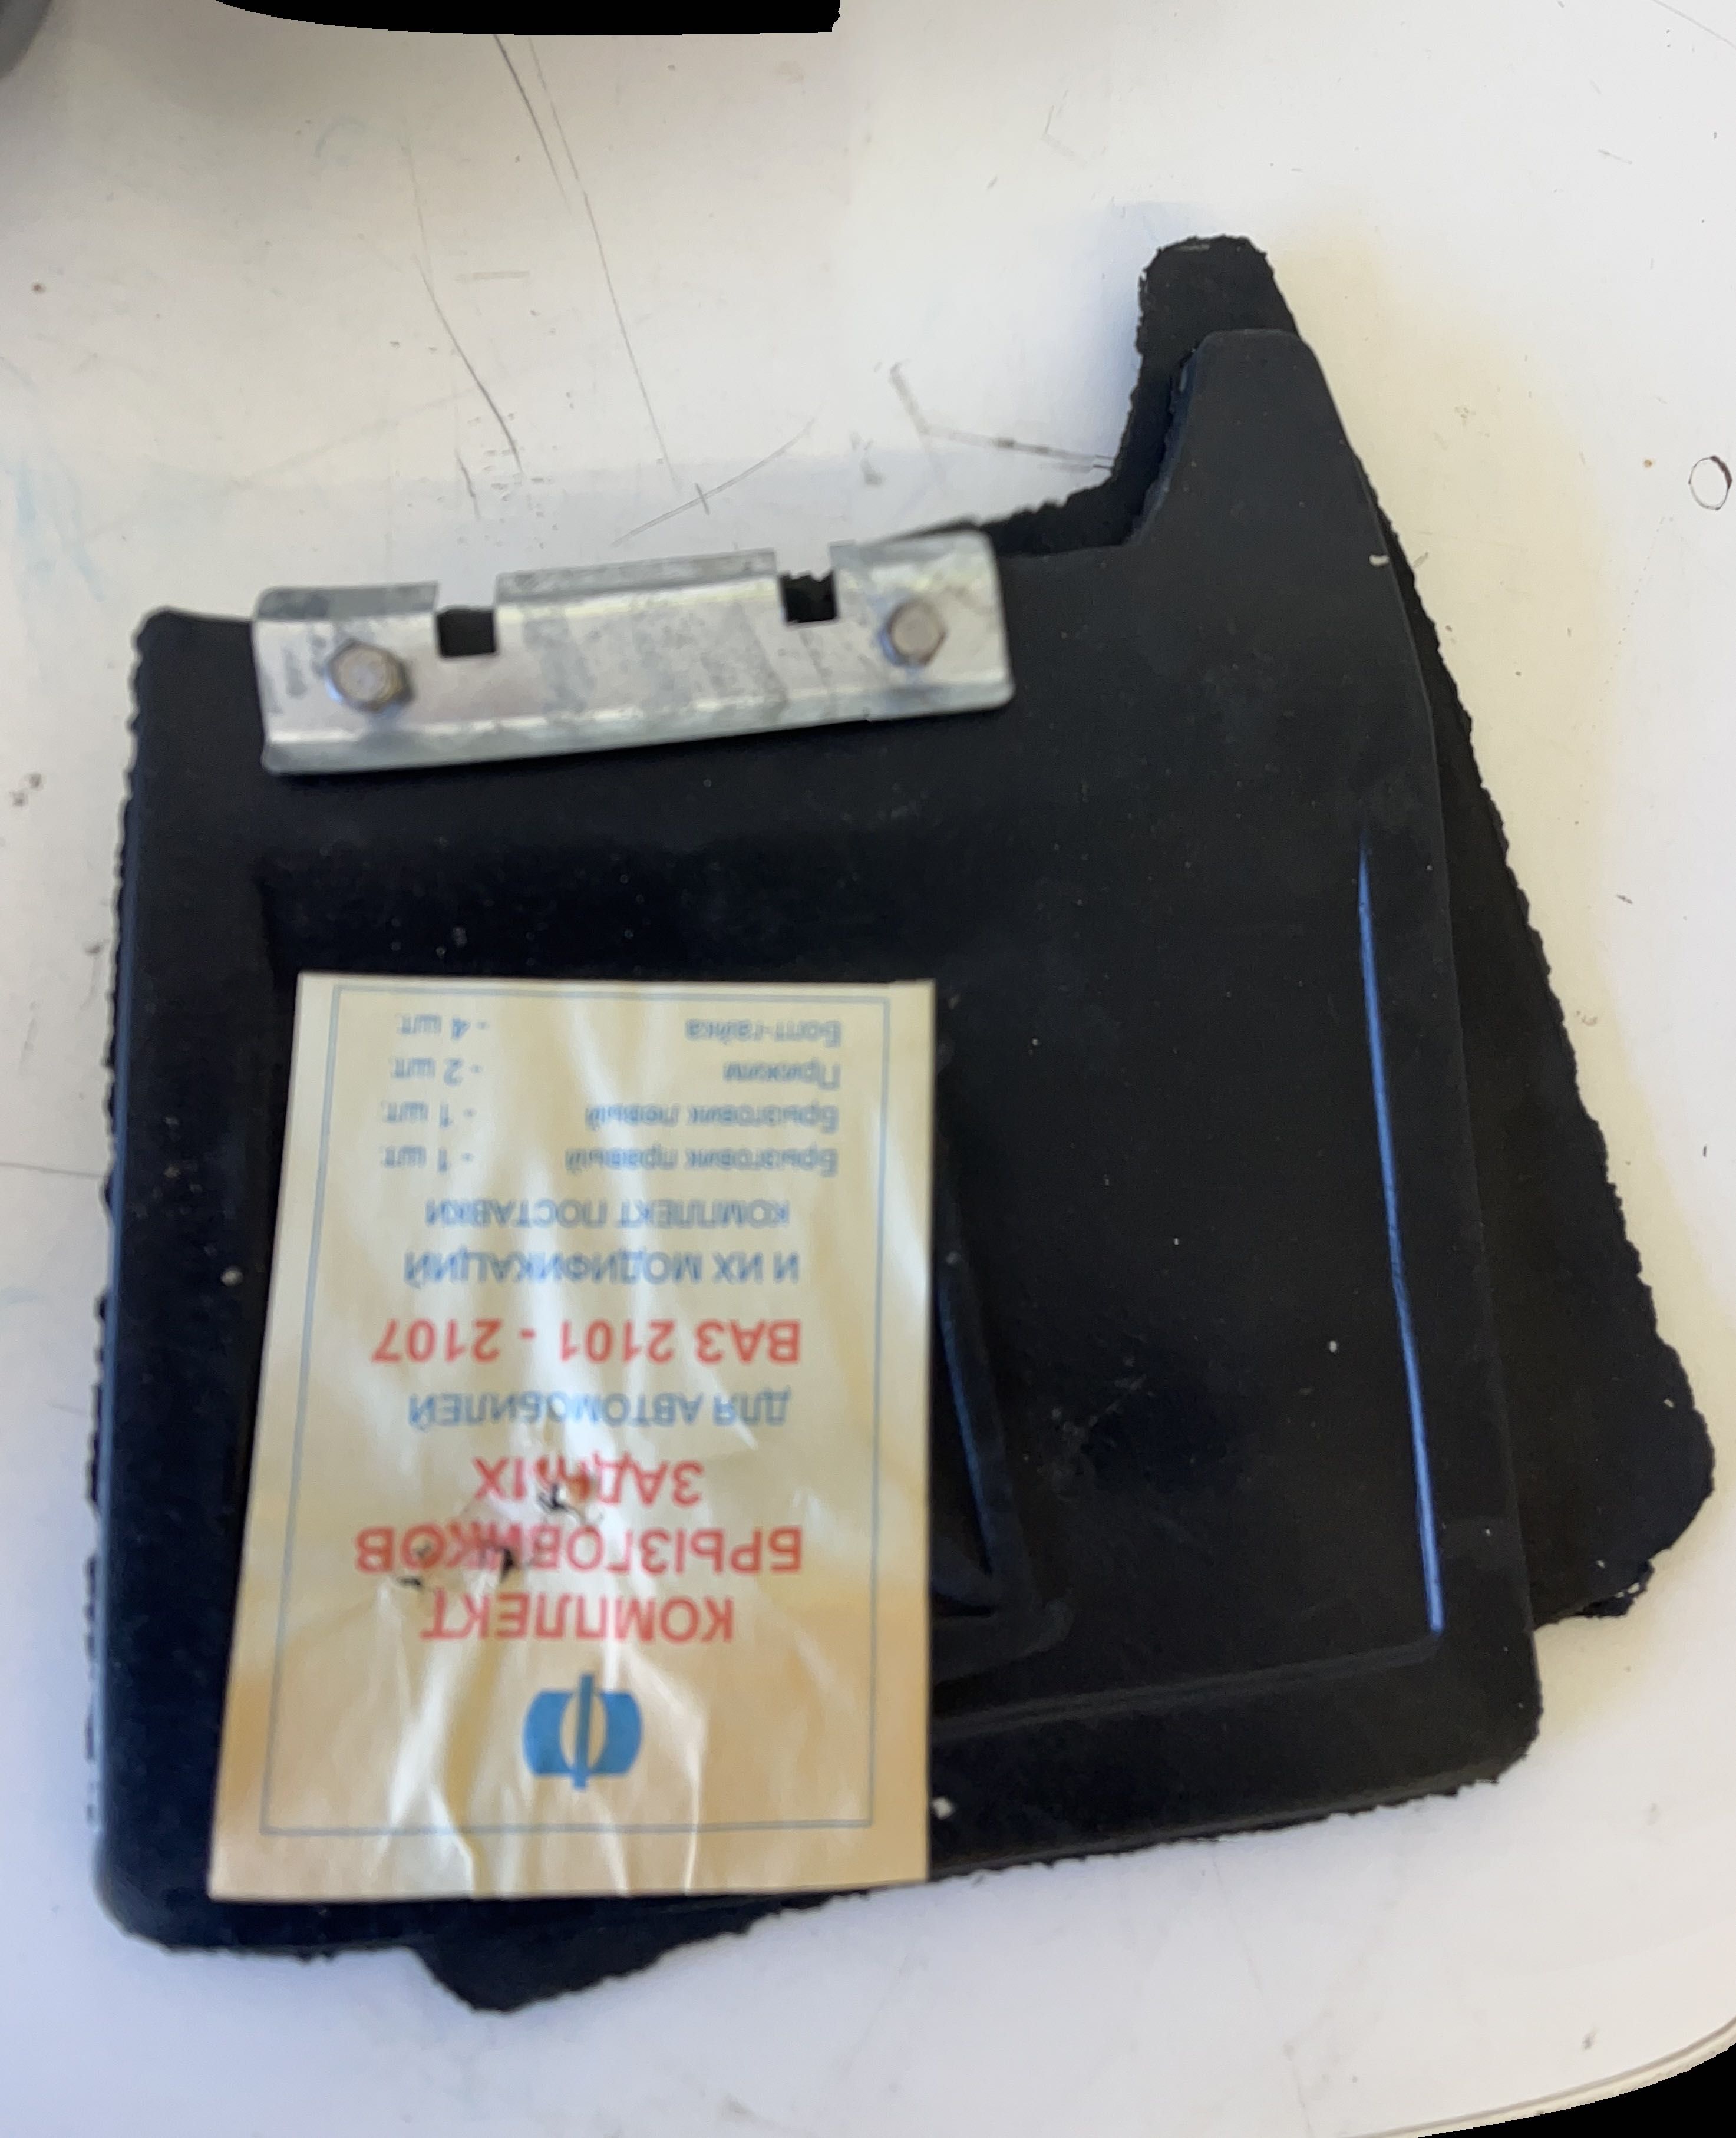 КОМПЛЕКТ
БРЫЗГОВИКОВ
ЗАДНИХ
ДЛЯ АВТОМОБИЛЕЙ
ВАЗ 2101 - 2107
И ИХ МОДИФИКАЦИЙ
КОМПЛЕКТ ПОСТАВКИ
Брызговик правый - 1 шт.
Брызговик левый - 1 шт.
Прижим - 2 шт.
Болт-гайка - 4 шт.